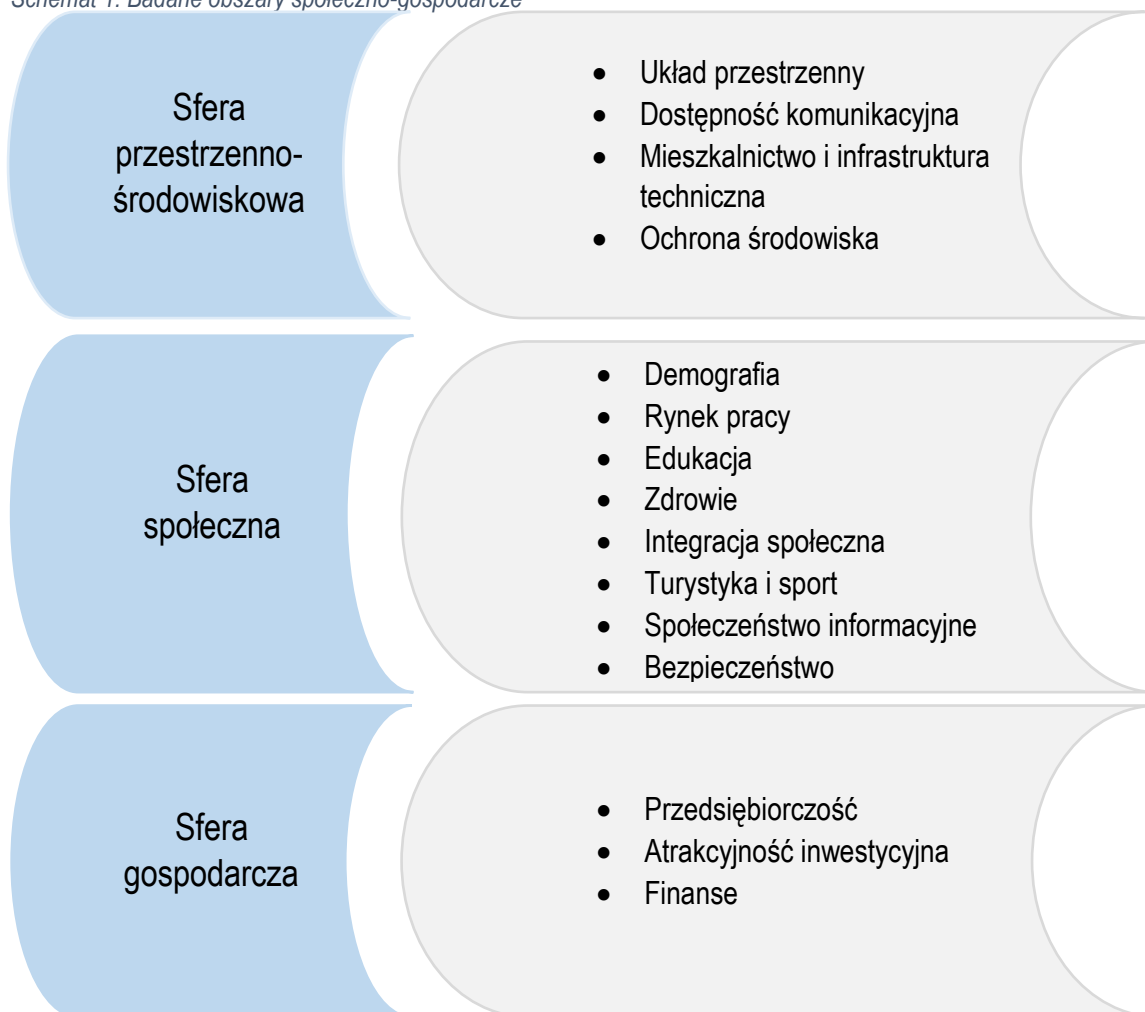 Schemat 1. Badane obszary społeczno-gospodarcze
Sfera
przestrzenno-
środowiskowa
● Układ przestrzenny
● Dostępność komunikacyjna
● Mieszkalnictwo i infrastruktura
techniczna
● Ochrona środowiska
Sfera
społeczna
● Demografia
● Rynek pracy
● Edukacja
● Zdrowie
● Integracja społeczna
● Turystyka i sport
● Społeczeństwo informacyjne
● Bezpieczeństwo
Sfera
gospodarcza
● Przedsiębiorczość
● Atrakcyjność inwestycyjna
● Finanse